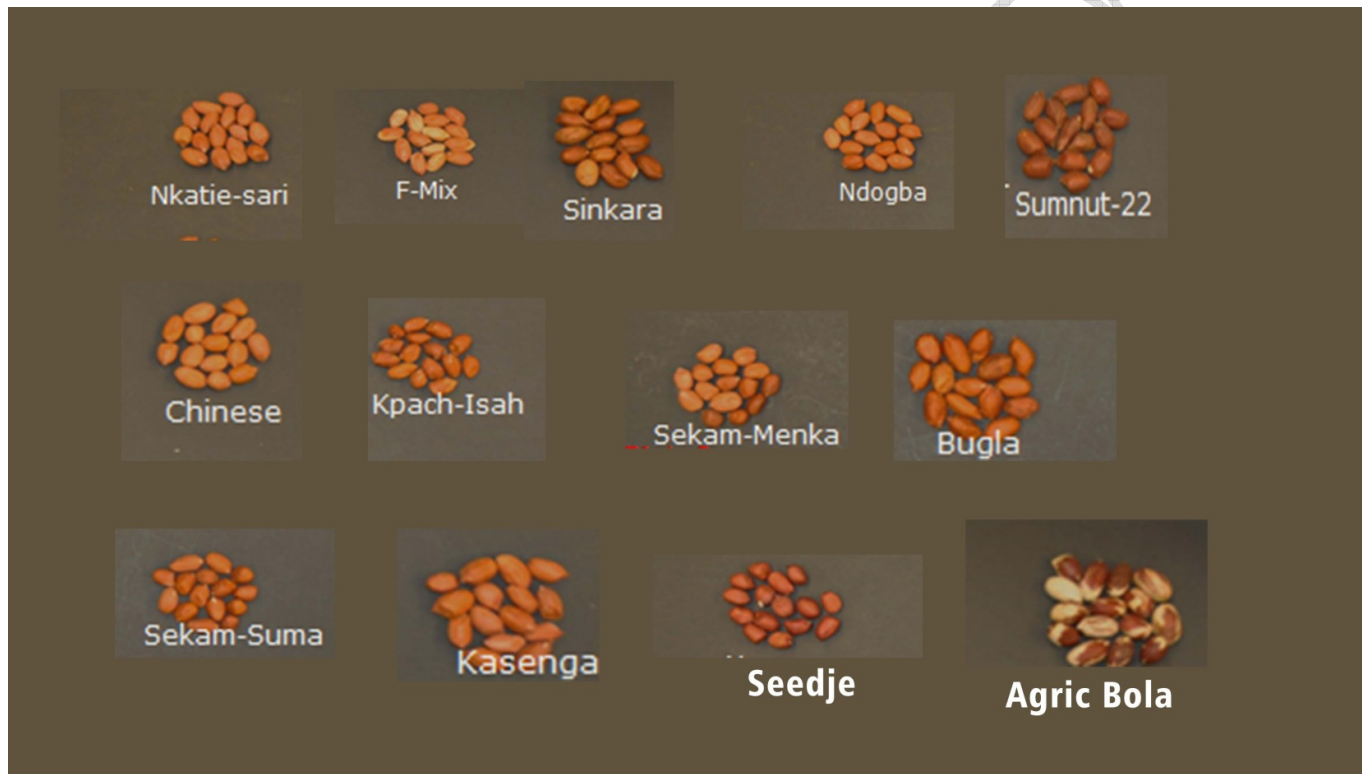 Nkatie-sari
F-Mix
Sinkara
Ndogba
Sumnut-22
Chinese
Kpach-Isah
Sekam-Menka
Bugla
Sekam-Suma
Kasenga
Seedje
Agric Bola